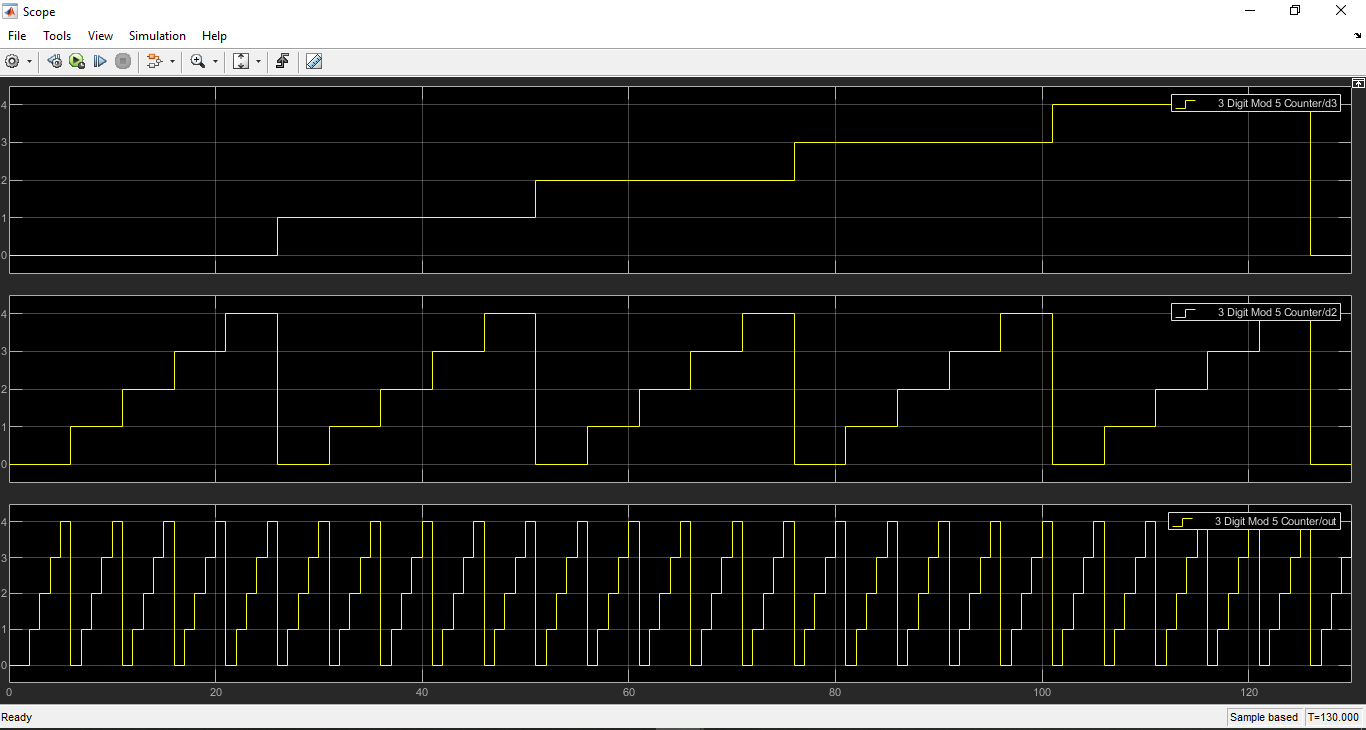 Scope
File Tools View Simulation Help
3 Digit Mod 5 Counter/d3
4
3
2
1
0
3 Digit Mod 5 Counter/d2
4
3
2
1
0
3 Digit Mod 5 Counter/out
4
3
2
1
0
0 20 40 60 80 100 120
Ready Sample based T=130.000